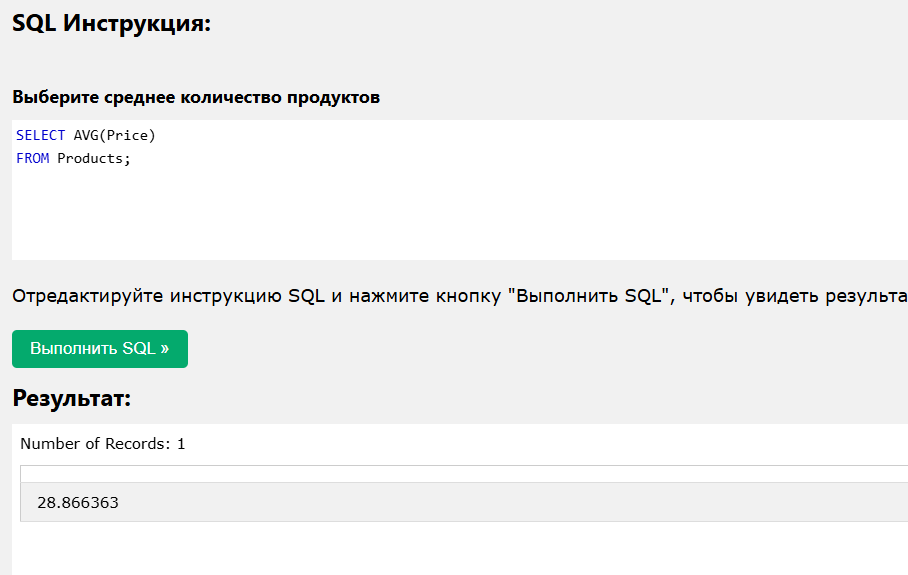 SQL Инструкция:
Выберите среднее количество продуктов
SELECT AVG(Price)
FROM Products;
Отредактируйте инструкцию SQL и нажмите кнопку "Выполнить SQL", чтобы увидеть результа
Выполнить SQL »
Результат:
Number of Records: 1
28.866363